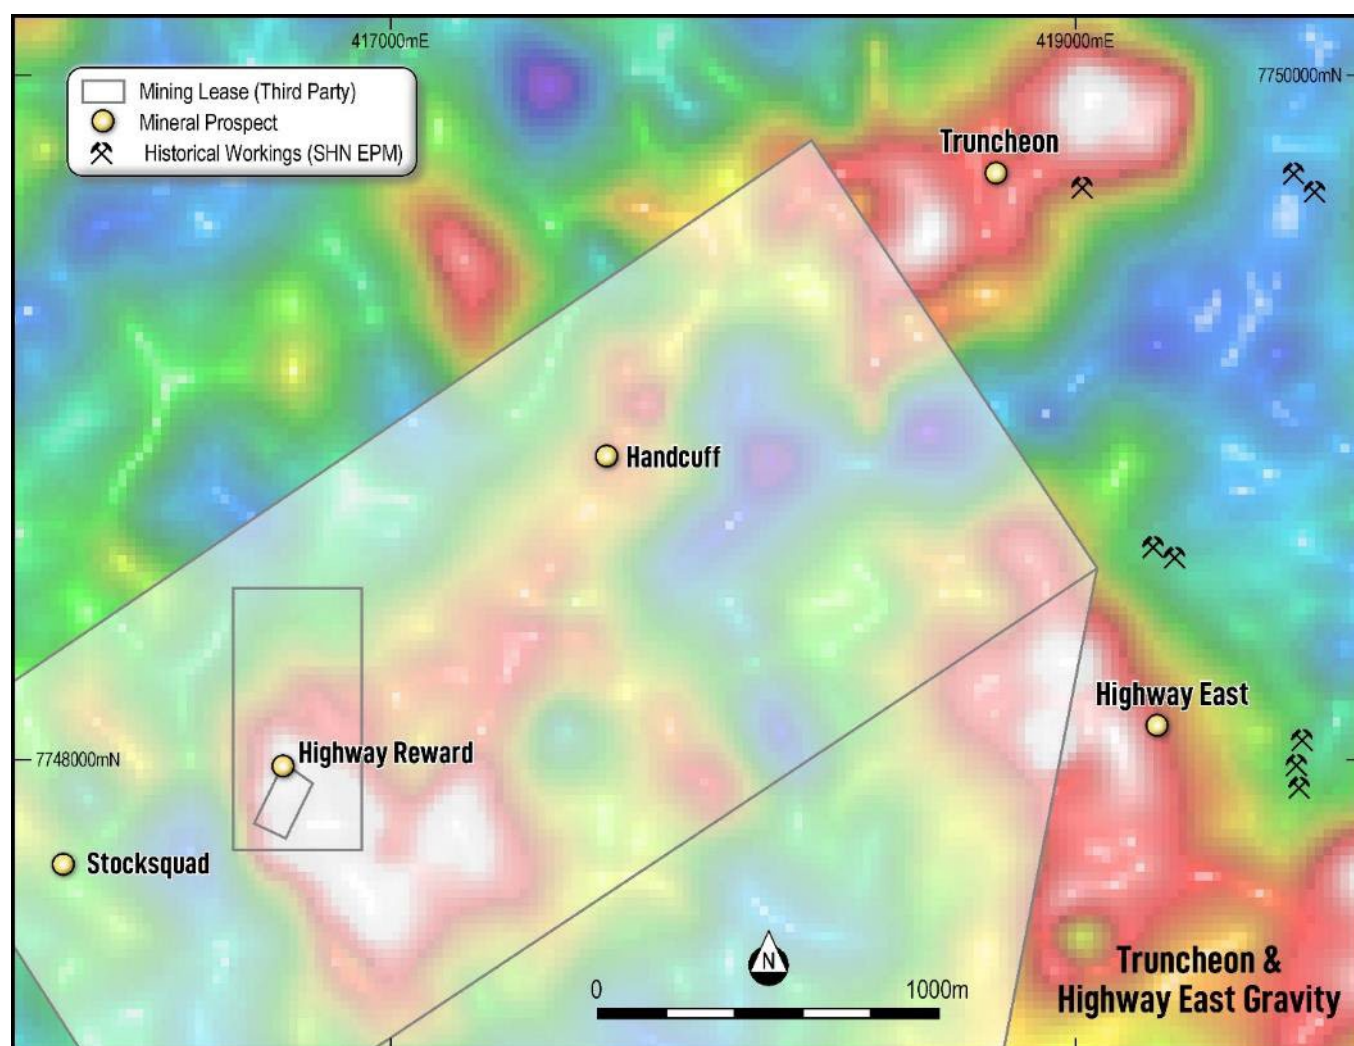 417000mE
419000mE
7750000mN
Mining Lease (Third Party)
Mineral Prospect
Historical Workings (SHN EPM)
Truncheon
Handcuff
Highway East
7748000mN
Highway Reward
Stocksquad
N
0
1000m
Truncheon &
Highway East Gravity